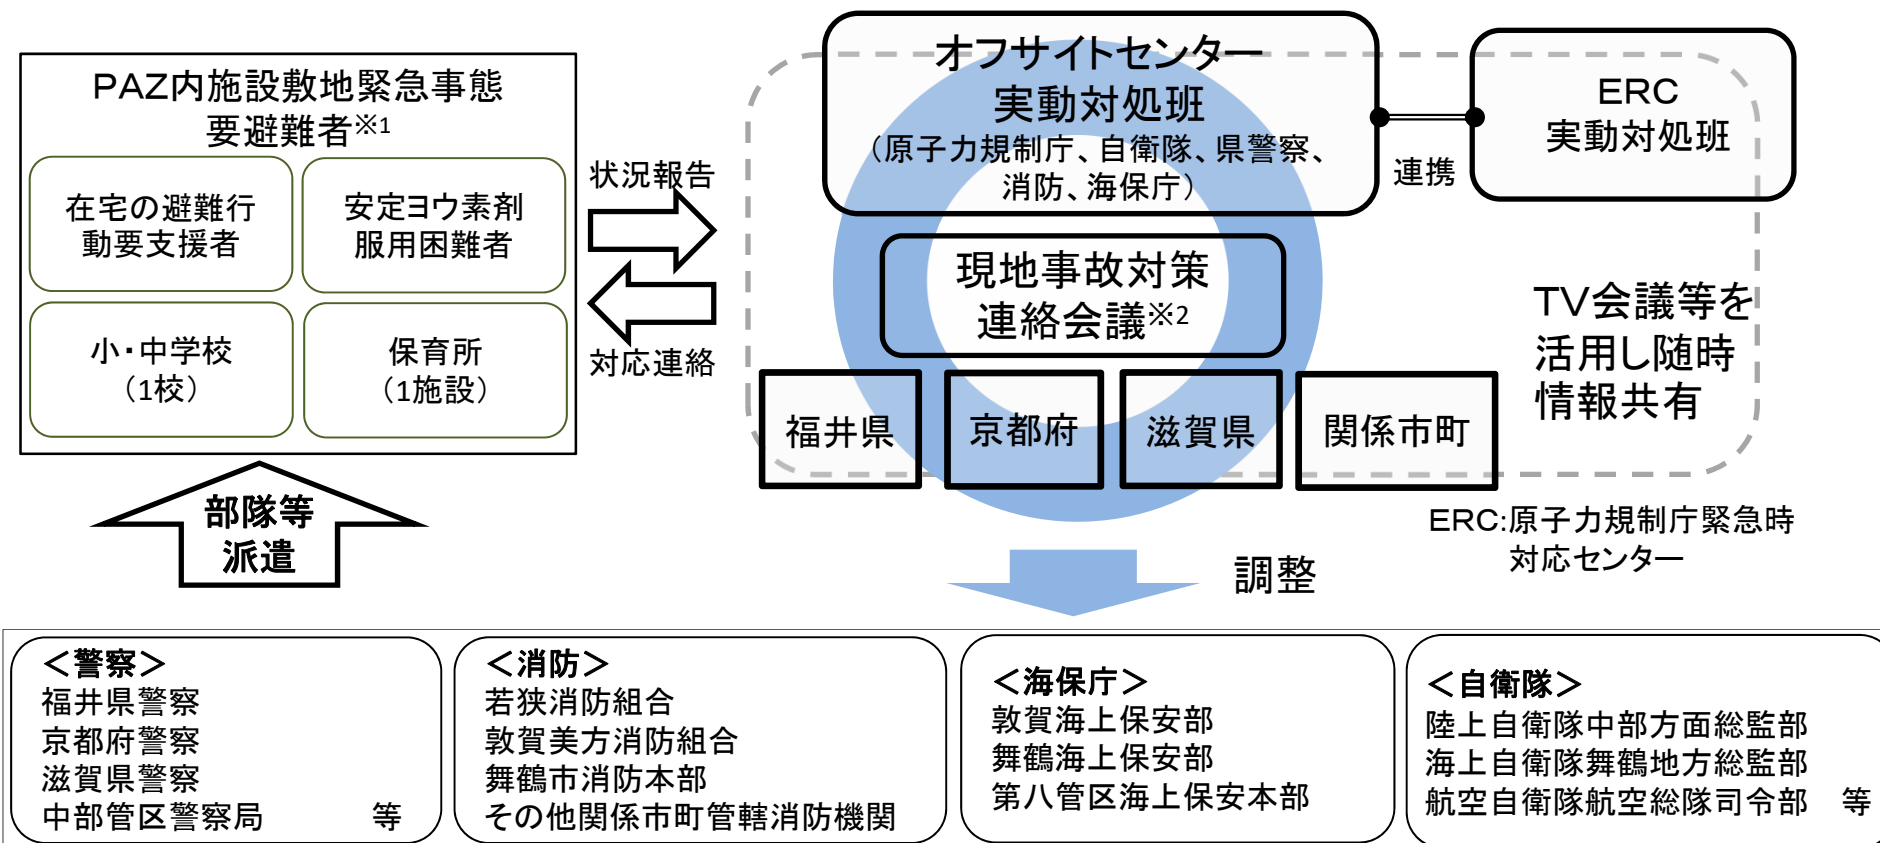 PAZ内施設敷地緊急事態
要避難者※1
在宅の避難行
動要支援者
安定ヨウ素剤
服用困難者
小・中学校
（1校）
保育所
（1施設）
状況報告
対応連絡
オフサイトセンター
実動対処班
（原子力規制庁、自衛隊、県警察、
消防、海保庁）
連携
ERC
実動対処班
現地事故対策
連絡会議※2
TV会議等を
活用し随時
情報共有
福井県
京都府
滋賀県
関係市町
ERC:原子力規制庁緊急時
対応センター
部隊等
派遣
調整
＜警察＞
福井県警察
京都府警察
滋賀県警察
中部管区警察局　等
＜消防＞
若狭消防組合
敦賀美方消防組合
舞鶴市消防本部
その他関係市町管轄消防機関
＜海保庁＞
敦賀海上保安部
舞鶴海上保安部
第八管区海上保安本部
＜自衛隊＞
陸上自衛隊中部方面総監部
海上自衛隊舞鶴地方総監部
航空自衛隊航空総隊司令部　等